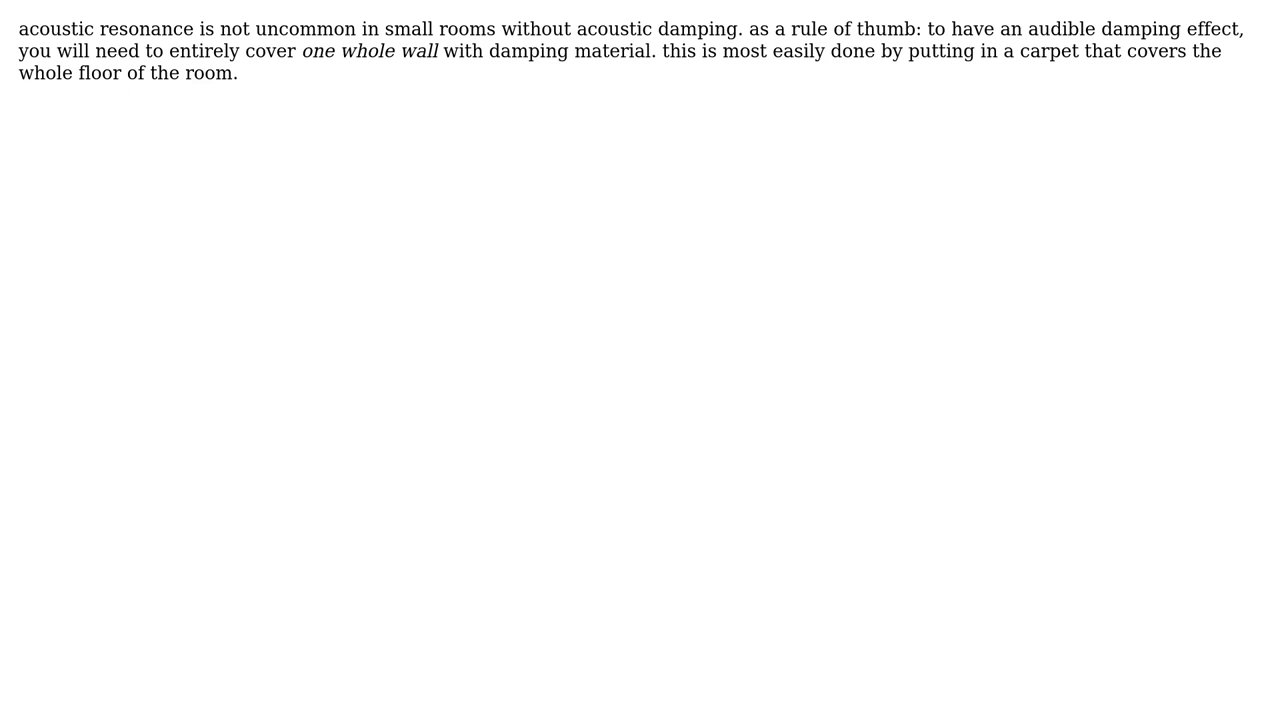 acoustic resonance is not uncommon in small rooms without acoustic damping. as a rule of thumb: to have an audible damping effect,
you will need to entirely cover one whole wall with damping material. this is most easily done by putting in a carpet that covers the
whole floor of the room.